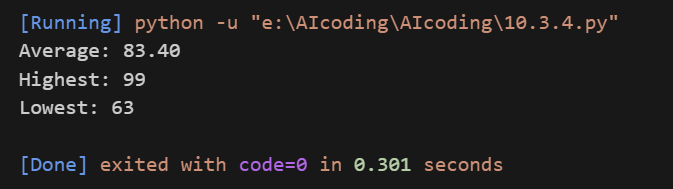 [Running] python -u "e:\AIcoding\AIcoding\10.3.4.py"
Average: 83.40
Highest: 99
Lowest: 63
[Done] exited with code=0 in 0.301 seconds